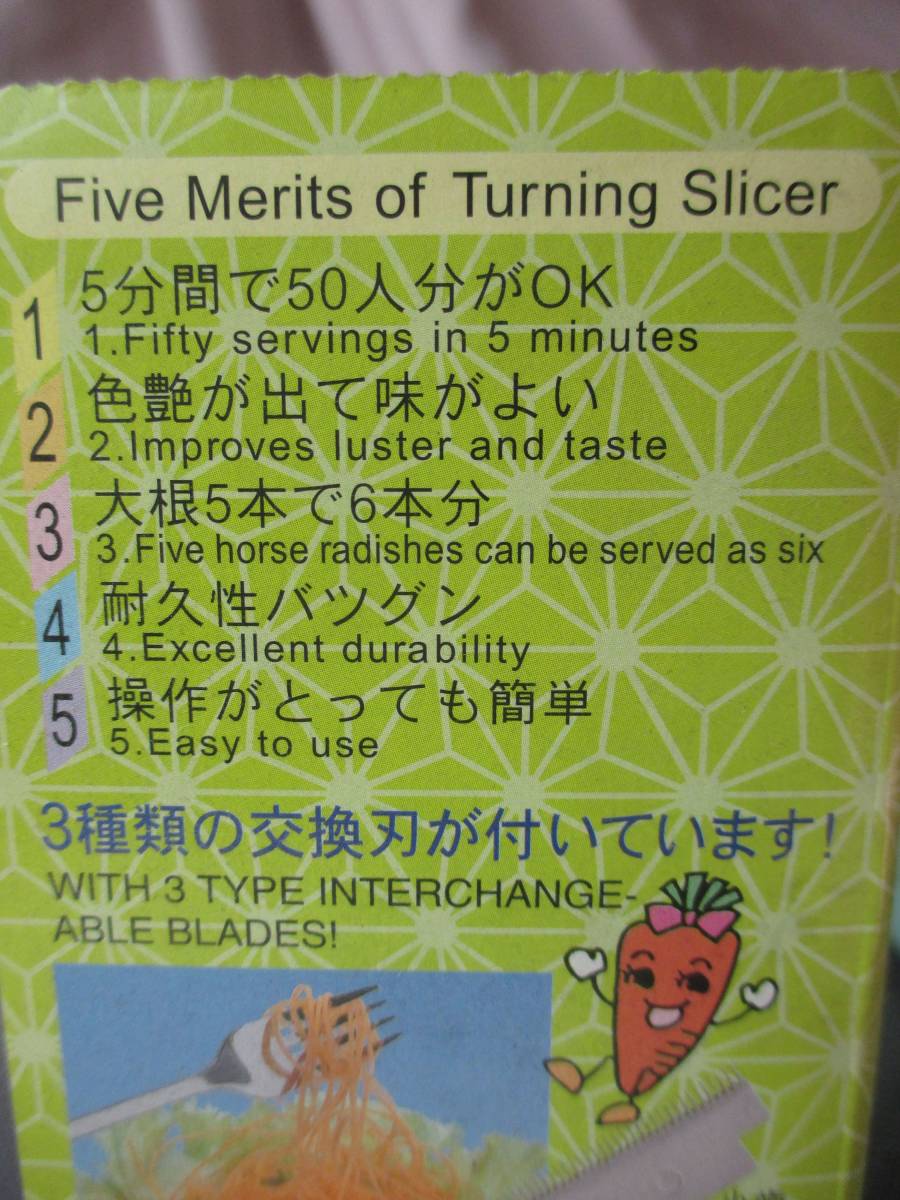 Five Merits of Turning Slicer
1
5分間で50人分がOK
1.Fifty servings in 5 minutes
2
色艶が出て味がよい
2.Improves luster and taste
3
大根5本で6本分
3.Five horse radishes can be served as six
4
耐久性バツグン
4.Excellent durability
5
操作がとっても簡単
5.Easy to use
3種類の交換刃が付いています!
WITH 3 TYPE INTERCHANGE-
ABLE BLADES!